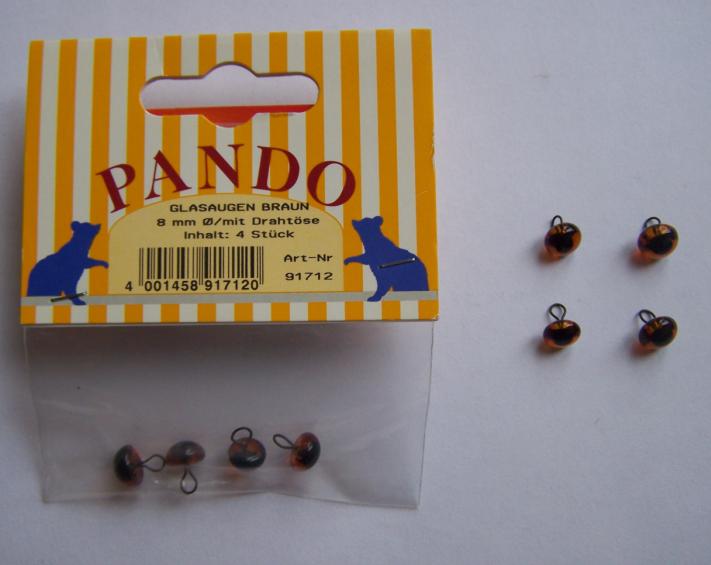 PANDO
GLASAUGEN BRAUN
8 mm Ø/mit Drahtöse
Inhalt: 4 Stück
Art-Nr
91712
4 001458 917120